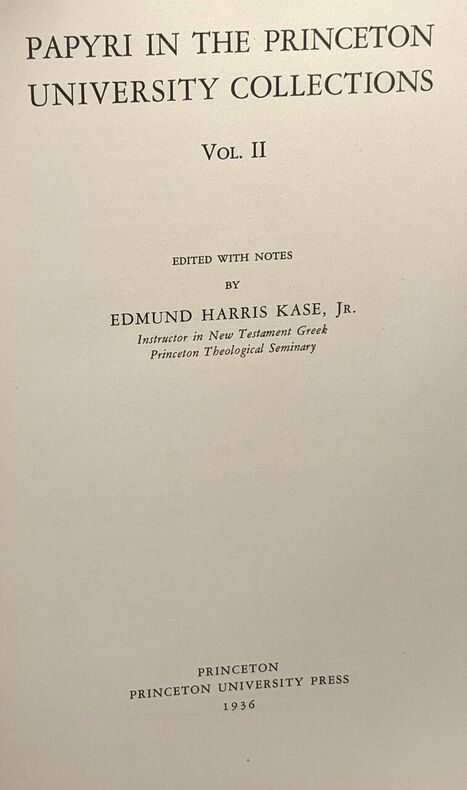 PAPYRI IN THE PRINCETON
UNIVERSITY COLLECTIONS
VOL. II
EDITED WITH NOTES
BY
EDMUND HARRIS KASE, JR.
Instructor in New Testament Greek
Princeton Theological Seminary
PRINCETON
PRINCETON UNIVERSITY PRESS
1936